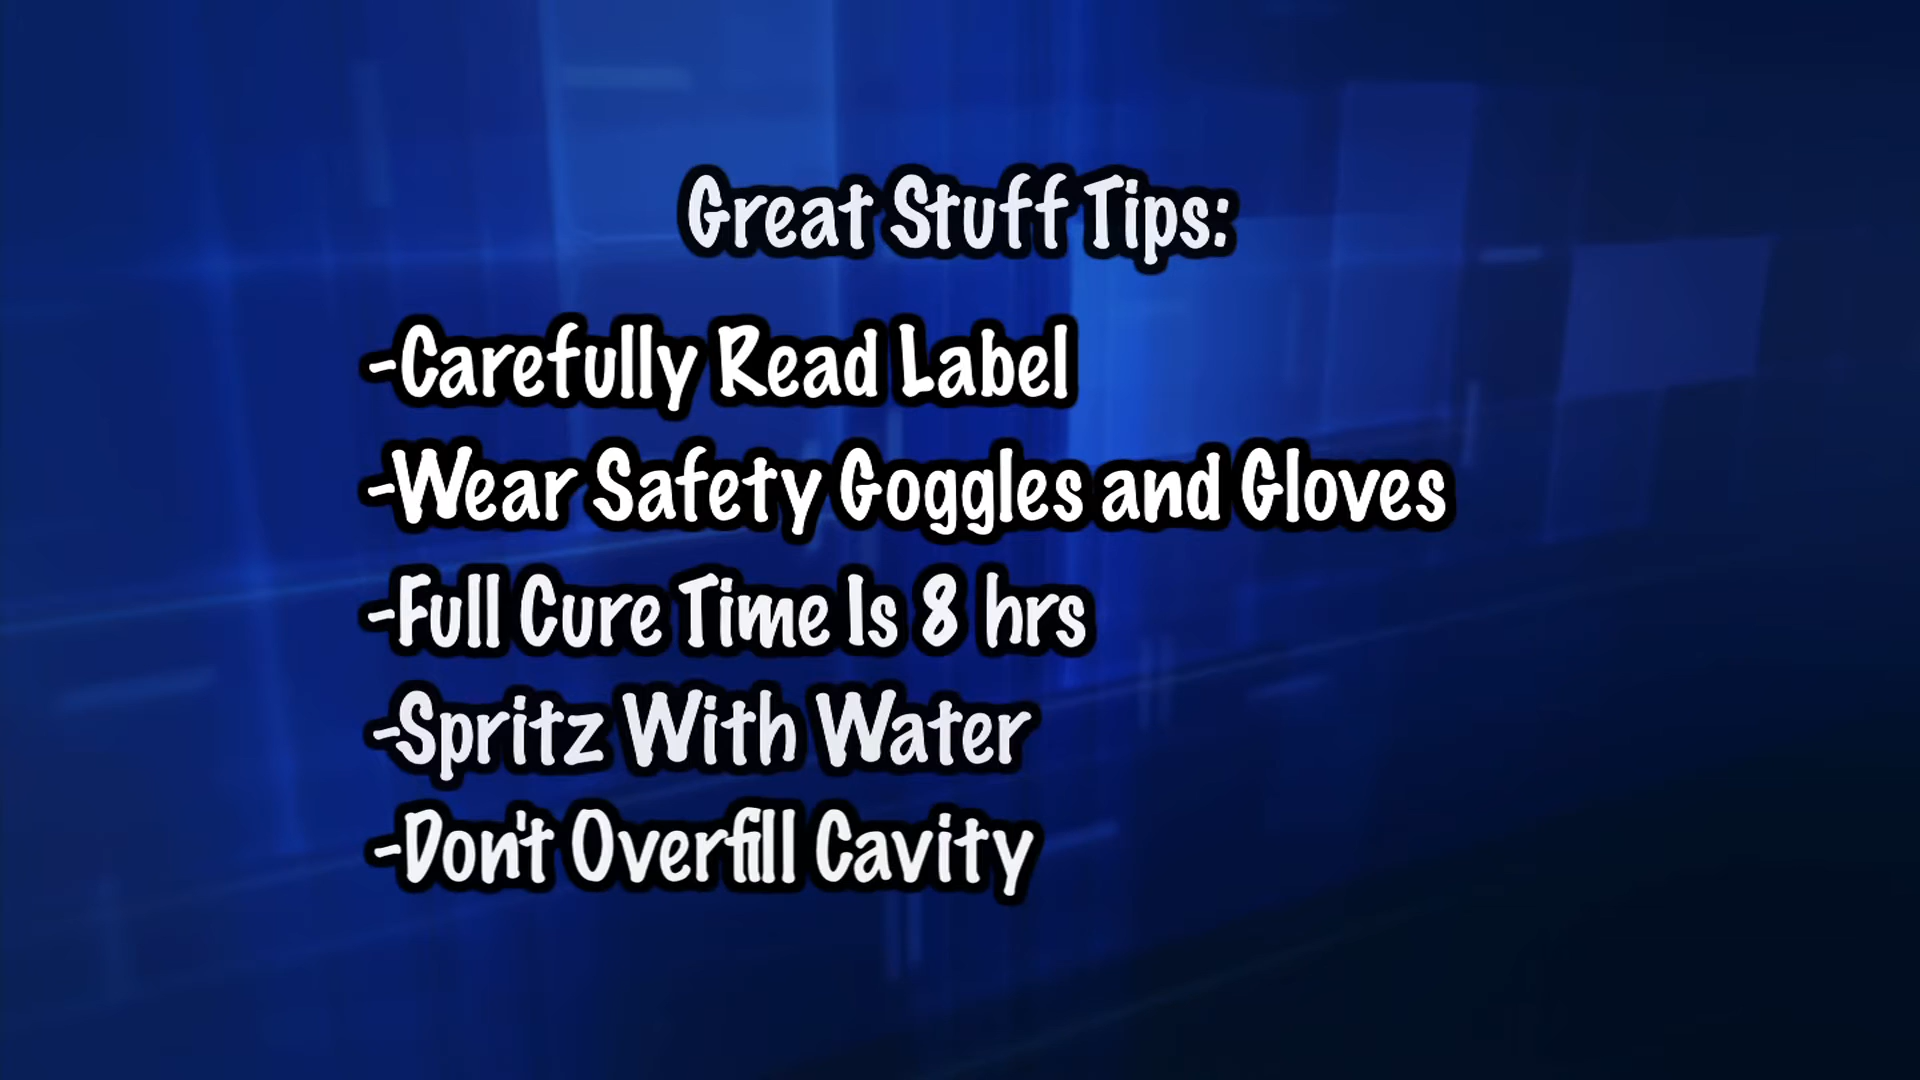 Great Stuff Tips:
-Carefully Read Label
-Wear Safety Goggles and Gloves
-Full Cure Time Is 8 hrs
-Spritz With Water
-Don't Overfill Cavity